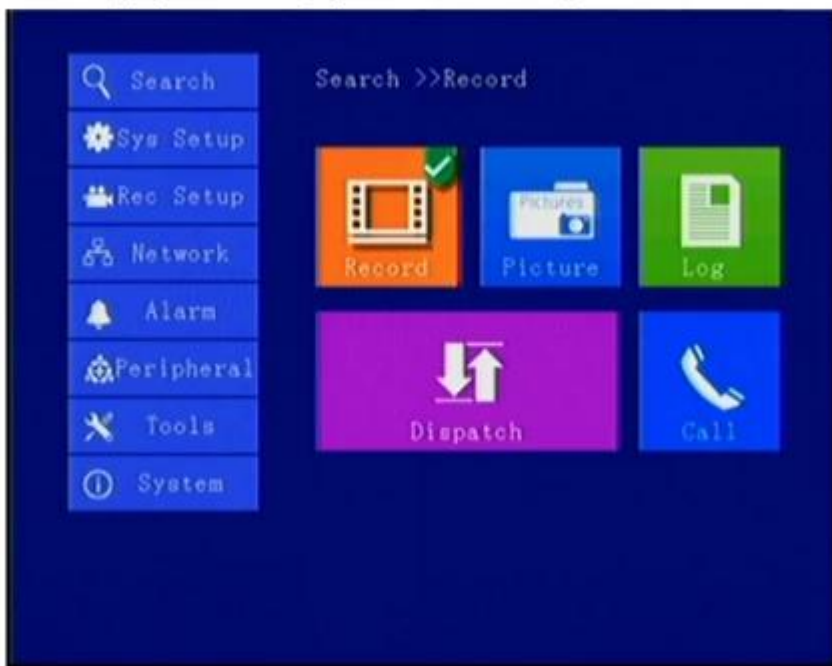 Search
Sys Setup
Rec Setup
Network
Alarm
Peripheral
Tools
System
Search >>Record
Record
Pictures
Picture
Log
Dispatch
Call